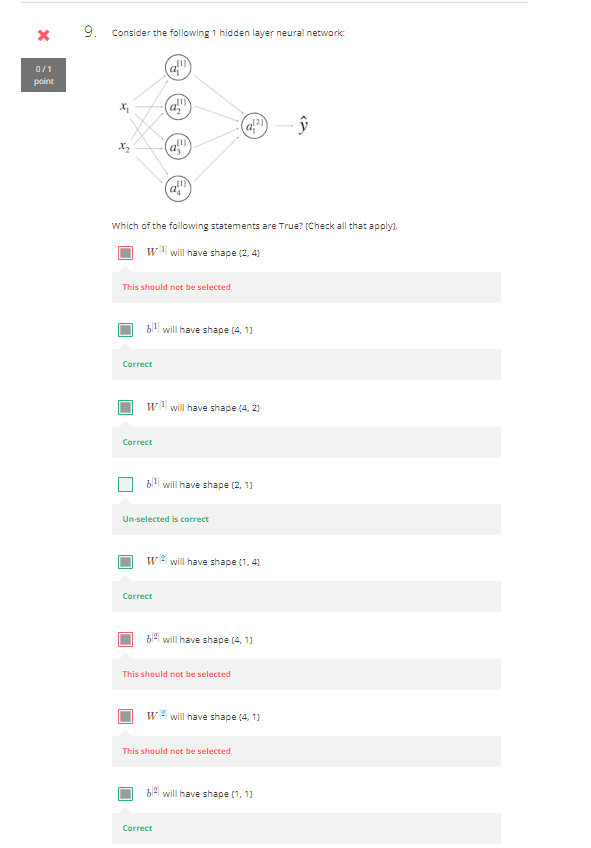 9. Consider the following 1 hidden layer neural network:
0 / 1
point
a₁^[1]
x₁ a₂^[1]
a₁^[2] ŷ
x₂ a₃^[1]
a₄^[1]
Which of the following statements are True? (Check all that apply).
W^[1] will have shape (2, 4)
This should not be selected
b^[1] will have shape (4, 1)
Correct
W^[1] will have shape (4, 2)
Correct
b^[1] will have shape (2, 1)
Un-selected is correct
W^[2] will have shape (1, 4)
Correct
b^[2] will have shape (4, 1)
This should not be selected
W^[2] will have shape (4, 1)
This should not be selected
b^[2] will have shape (1, 1)
Correct